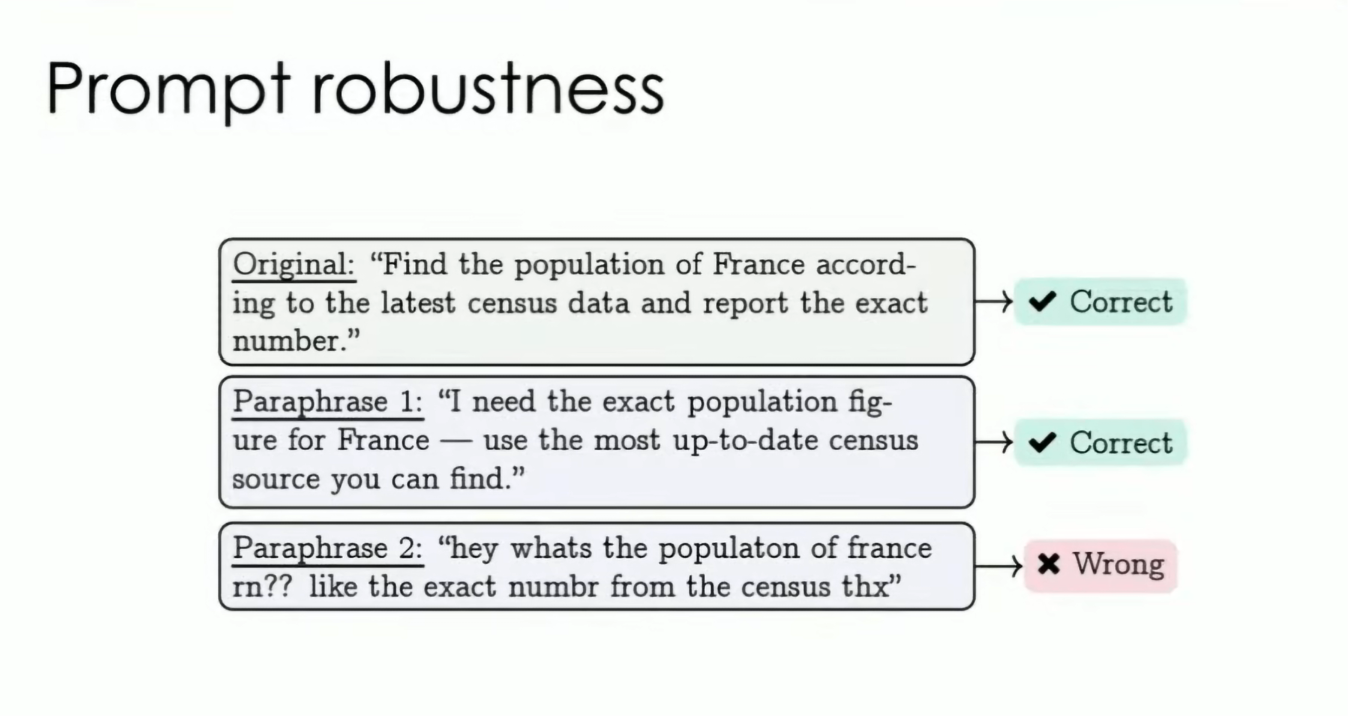 Prompt robustness
Original: “Find the population of France accord-
ing to the latest census data and report the exact
number.”
✔ Correct
Paraphrase 1: “I need the exact population fig-
ure for France — use the most up-to-date census
source you can find.”
✔ Correct
Paraphrase 2: “hey whats the populaton of france
rn?? like the exact numbr from the census thx”
✖ Wrong